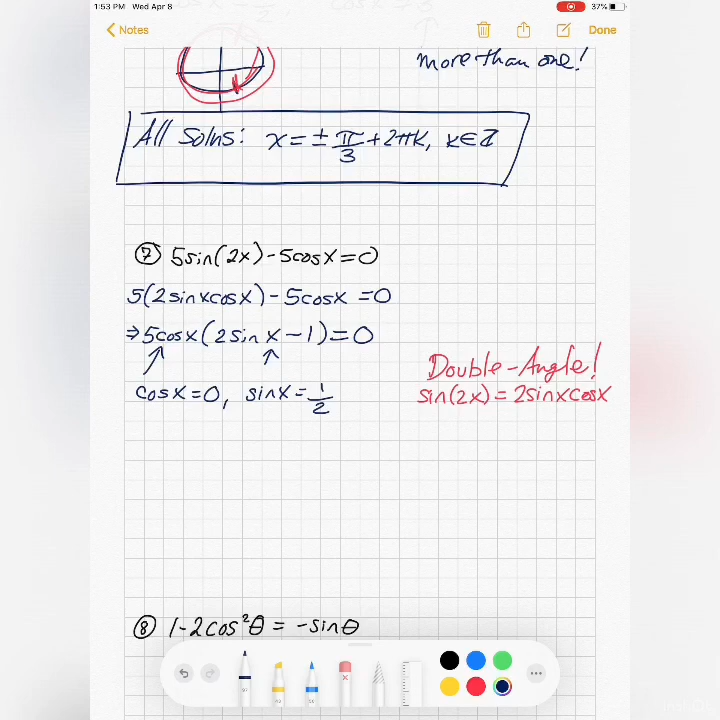 1:53 PM Wed Apr 8
37%
Notes
Done
more than one!
All Solns: x = ± π/3 + 2πk, k ∈ ℤ
⑦ 5sin(2x) - 5cosx = 0
5(2sinxcosx) - 5cosx = 0
⇒ 5cosx(2sinx - 1) = 0
Double-Angle!
cosx = 0, sinx = 1/2
sin(2x) = 2sinxcosx
⑧ 1 - 2cos²θ = -sinθ